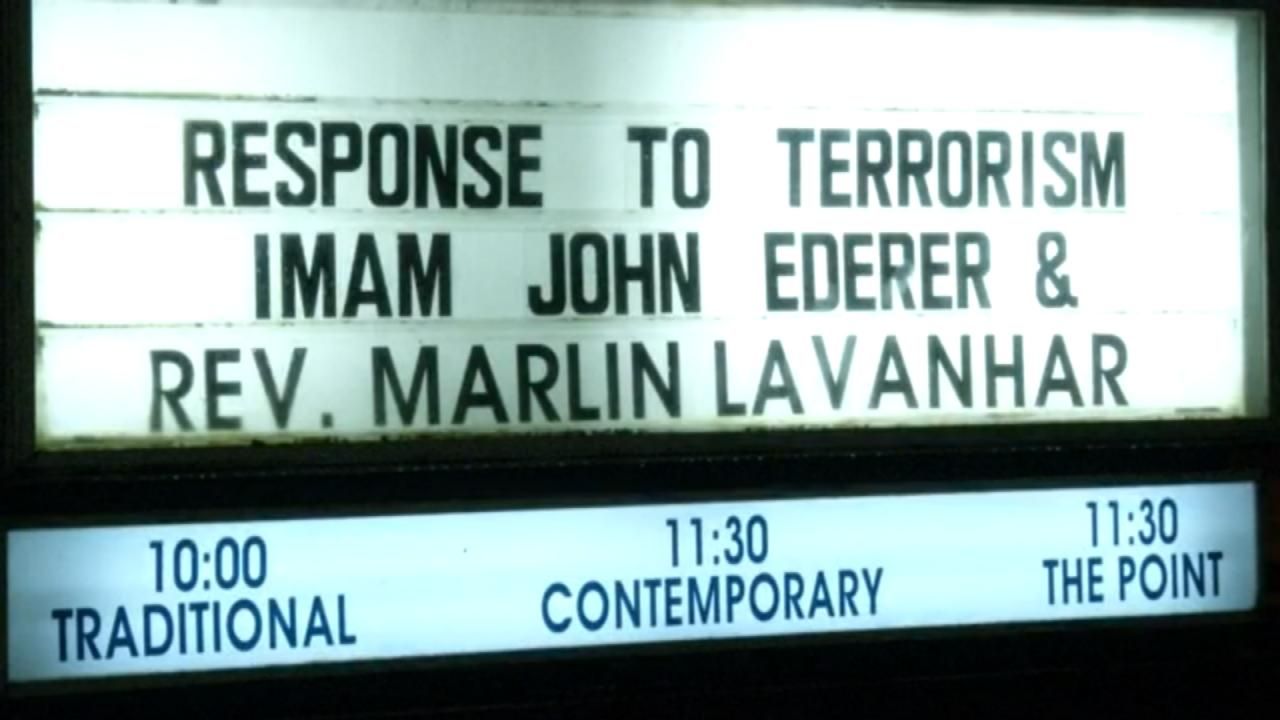 RESPONSE TO TERRORISM
IMAM JOHN EDERER &
REV. MARLIN LAVANHAR
10:00
TRADITIONAL
11:30
CONTEMPORARY
11:30
THE POINT